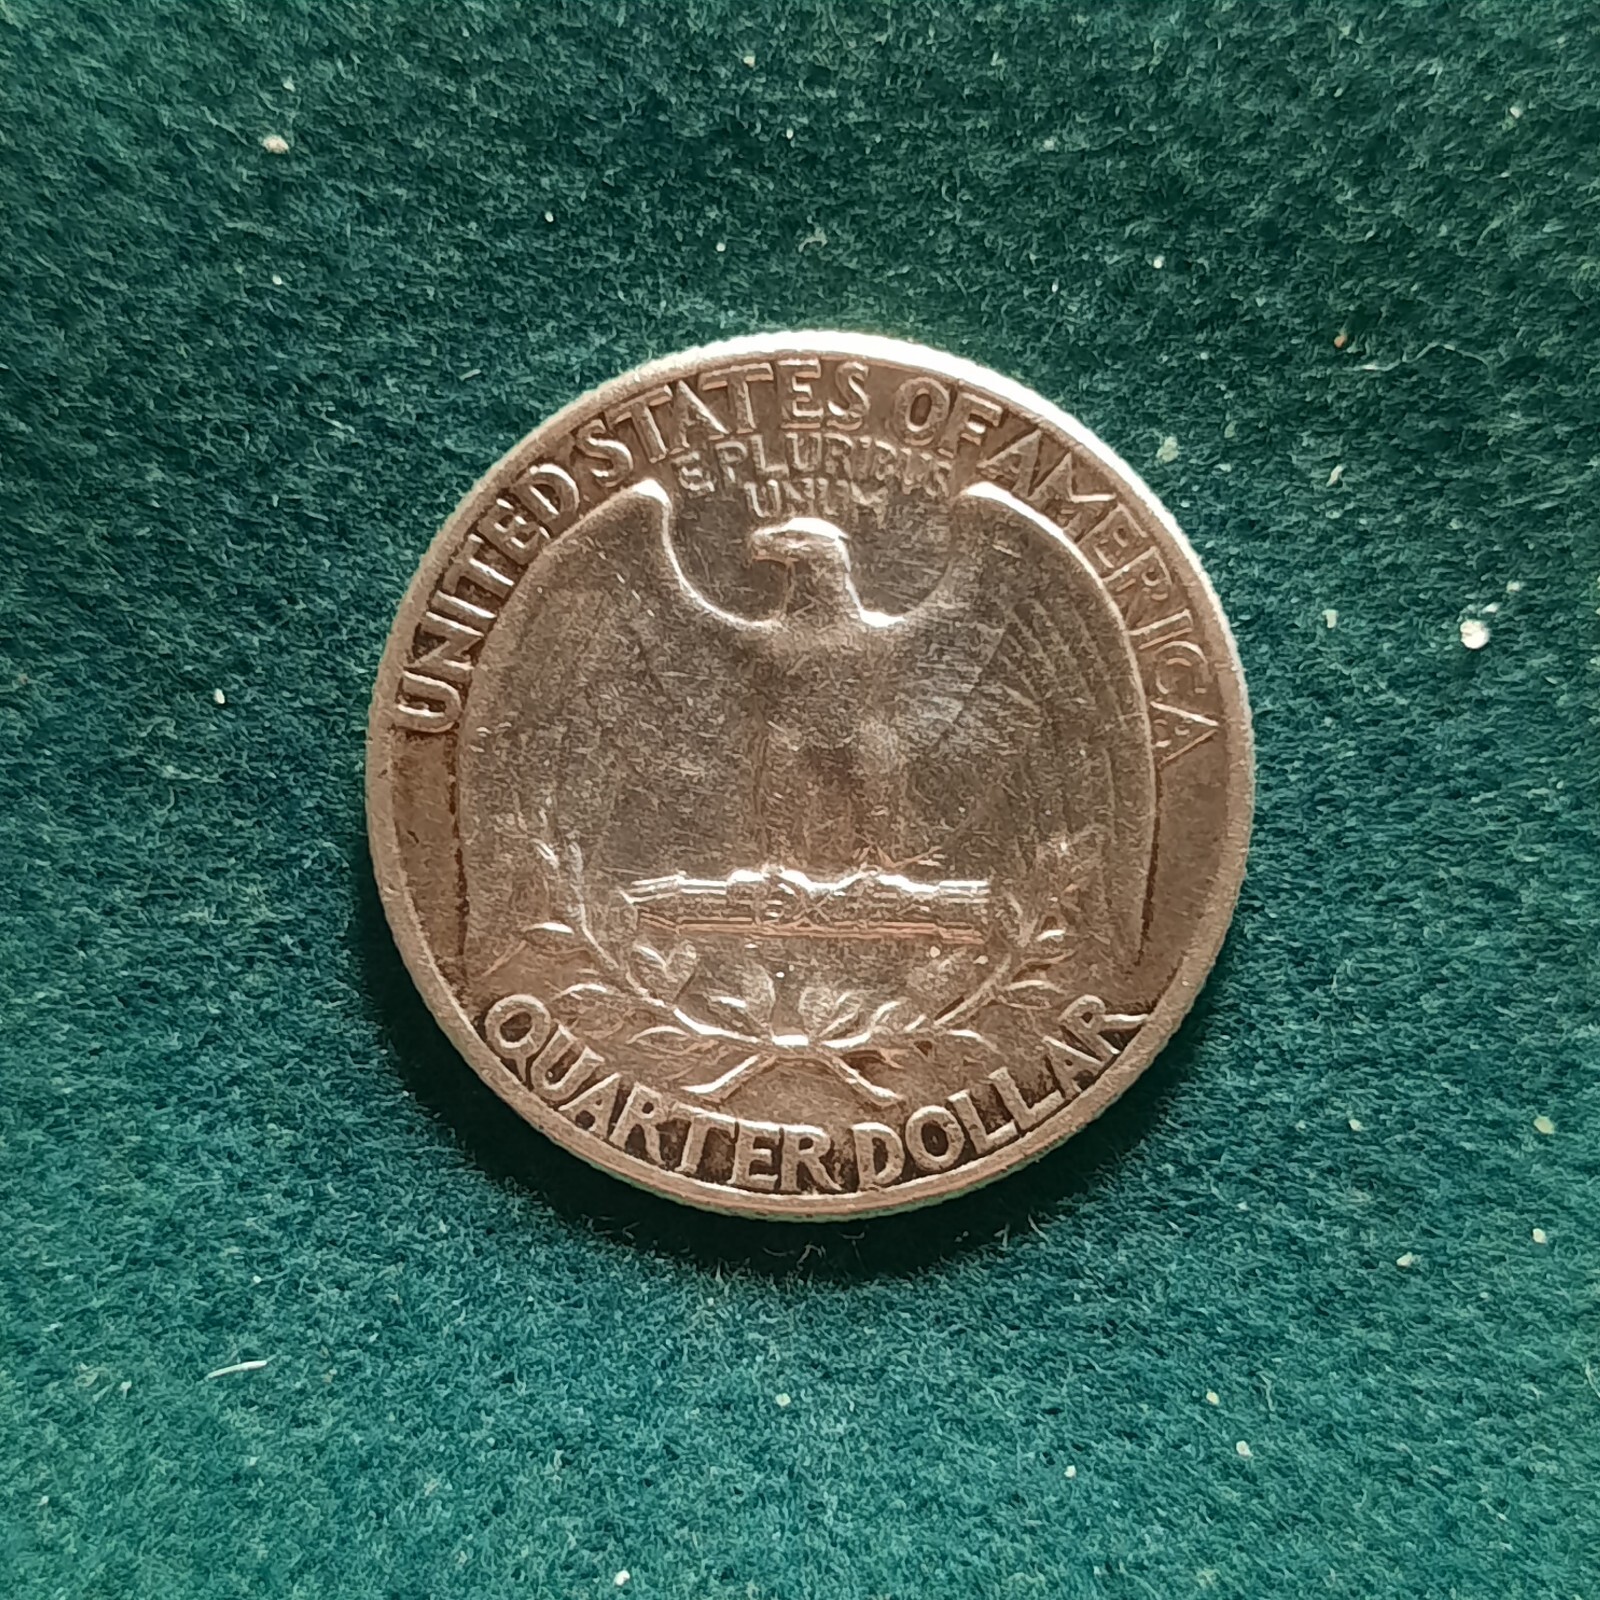 UNITED STATES OF AMERICA
E PLURIBUS
UNUM
QUARTER DOLLAR